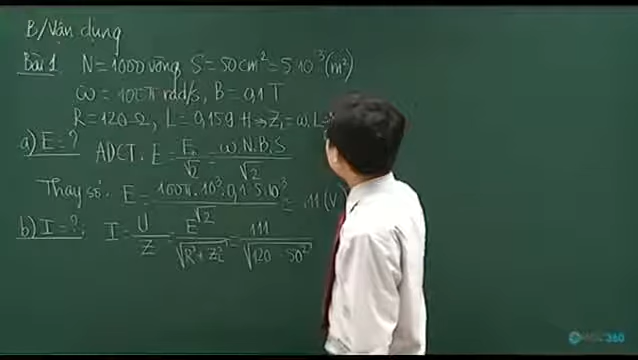 B/Vận dụng
Bài 1 N = 1000 vòng, S = 50 cm² = 5.10⁻³ (m²)
ω = 100π rad/s, B = 0,1 T
R = 120 Ω, L = 0,159 H => Z_L = ω.L =
a) E = ? ADCT. E = E₀/√2 = ω.N.B.S/√2
Thay số. E = 100π.10³.0,1.5.10⁻³/√2 = 111 (V)
b) I = ? I = U/Z = E/√(R² + Z_L²) = 111/√(120 . 50²)